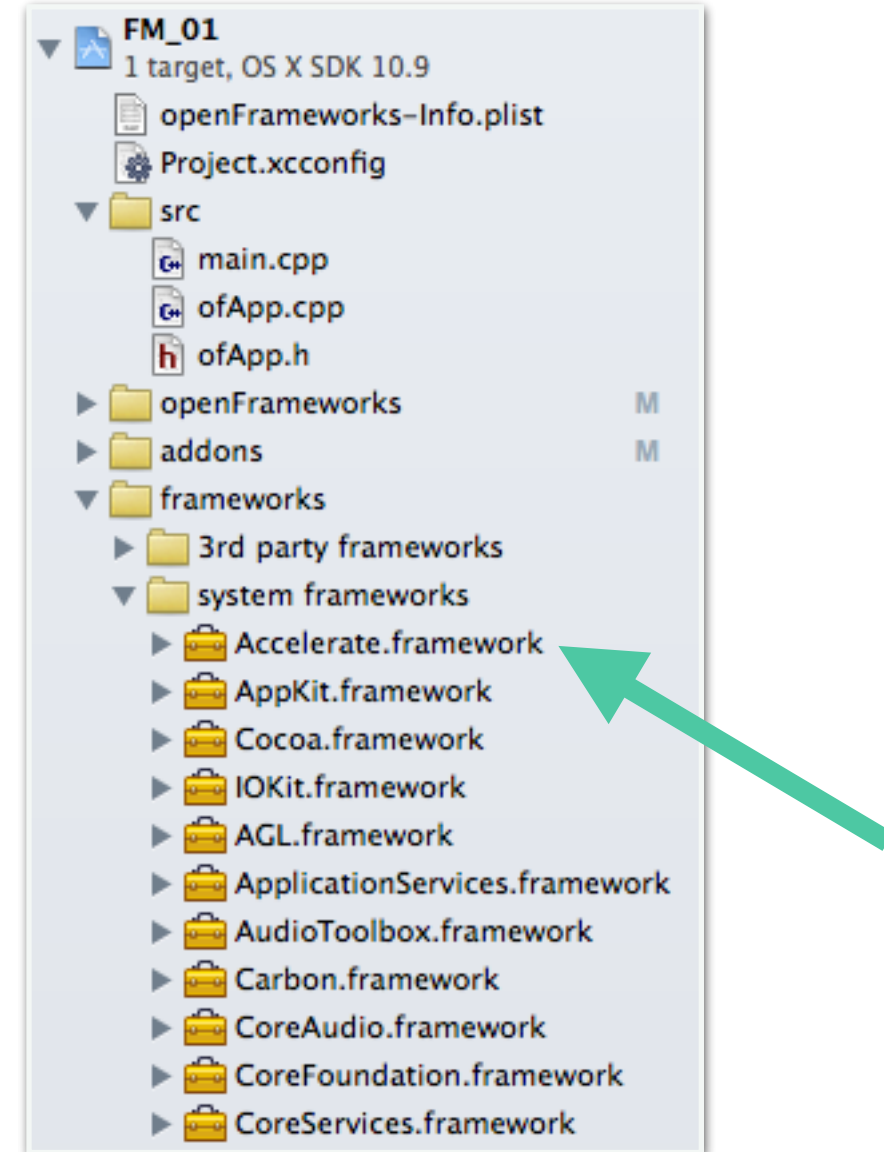 FM_01
1 target, OS X SDK 10.9
openFrameworks-Info.plist
Project.xcconfig
src
main.cpp
ofApp.cpp
ofApp.h
openFrameworks M
addons M
frameworks
3rd party frameworks
system frameworks
Accelerate.framework
AppKit.framework
Cocoa.framework
IOKit.framework
AGL.framework
ApplicationServices.framework
AudioToolbox.framework
Carbon.framework
CoreAudio.framework
CoreFoundation.framework
CoreServices.framework